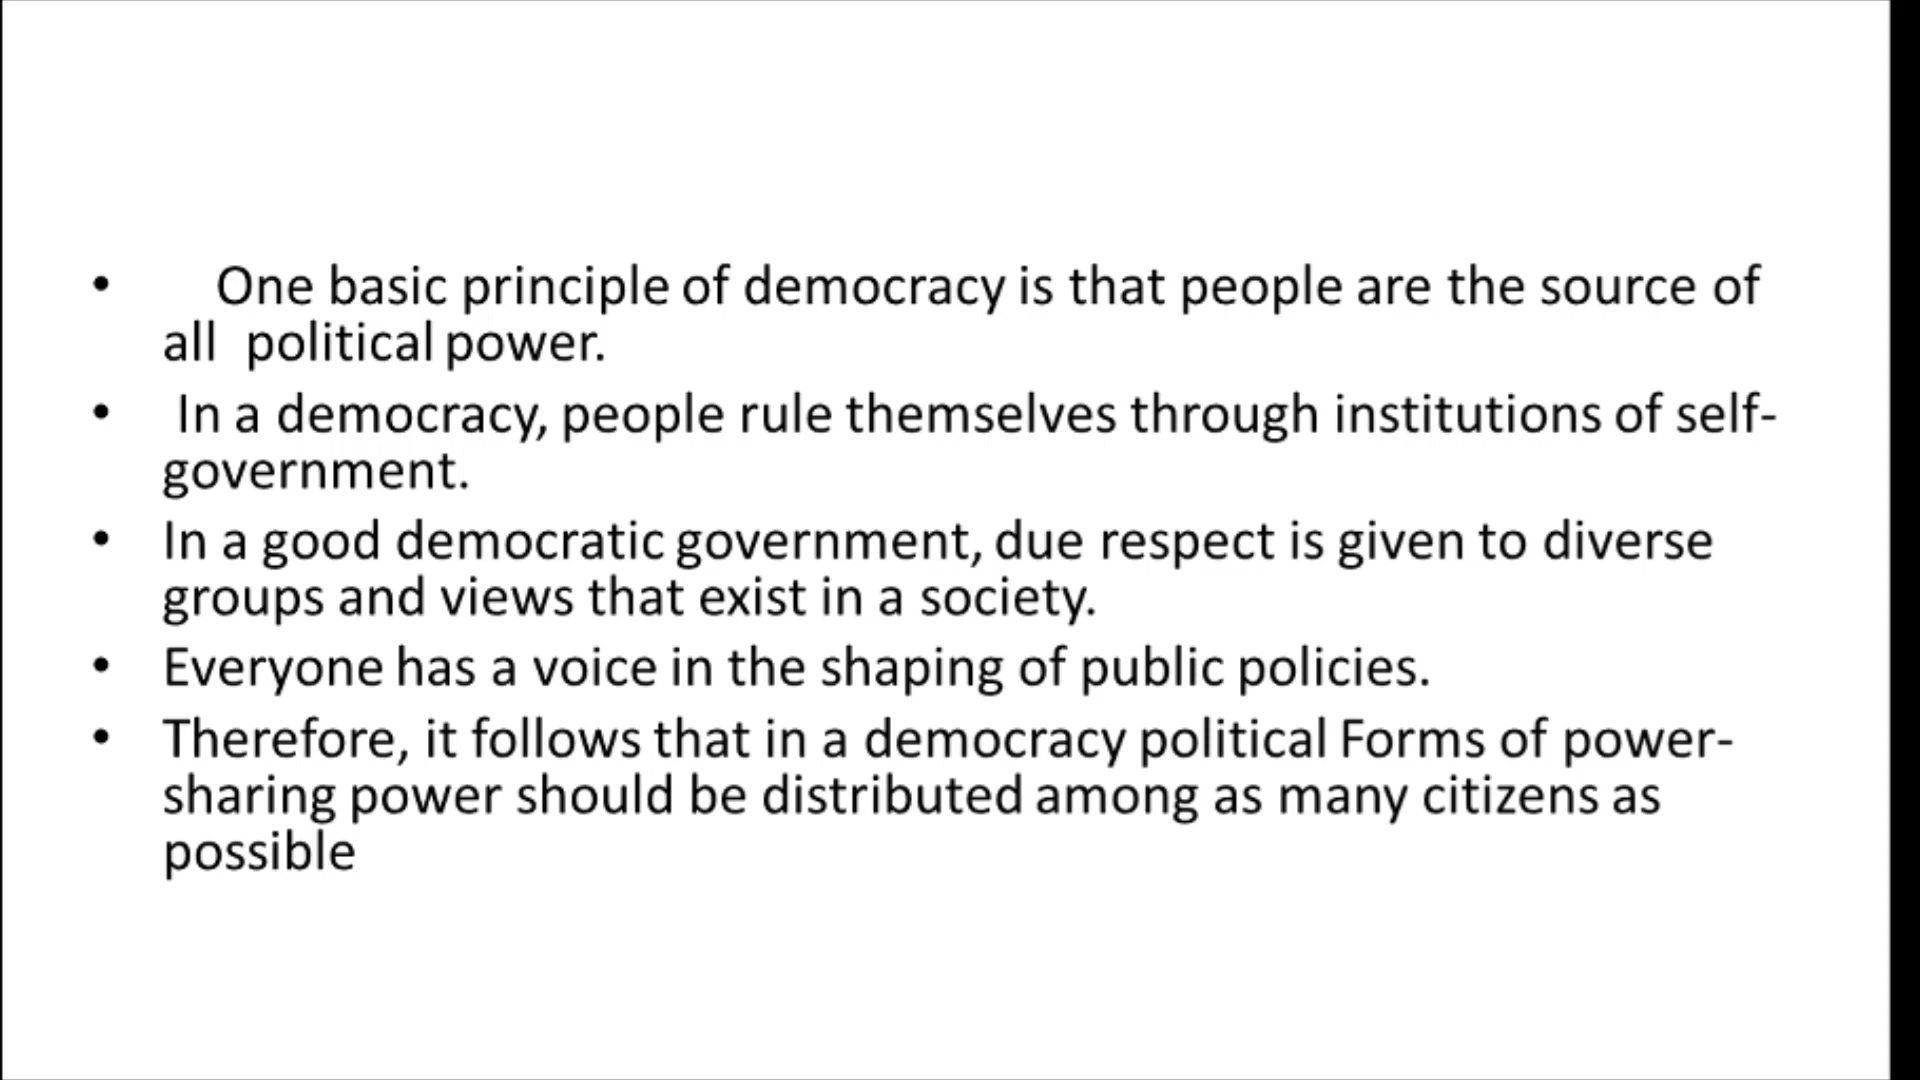 • One basic principle of democracy is that people are the source of
all political power.
• In a democracy, people rule themselves through institutions of self-
government.
• In a good democratic government, due respect is given to diverse
groups and views that exist in a society.
• Everyone has a voice in the shaping of public policies.
• Therefore, it follows that in a democracy political Forms of power-
sharing power should be distributed among as many citizens as
possible